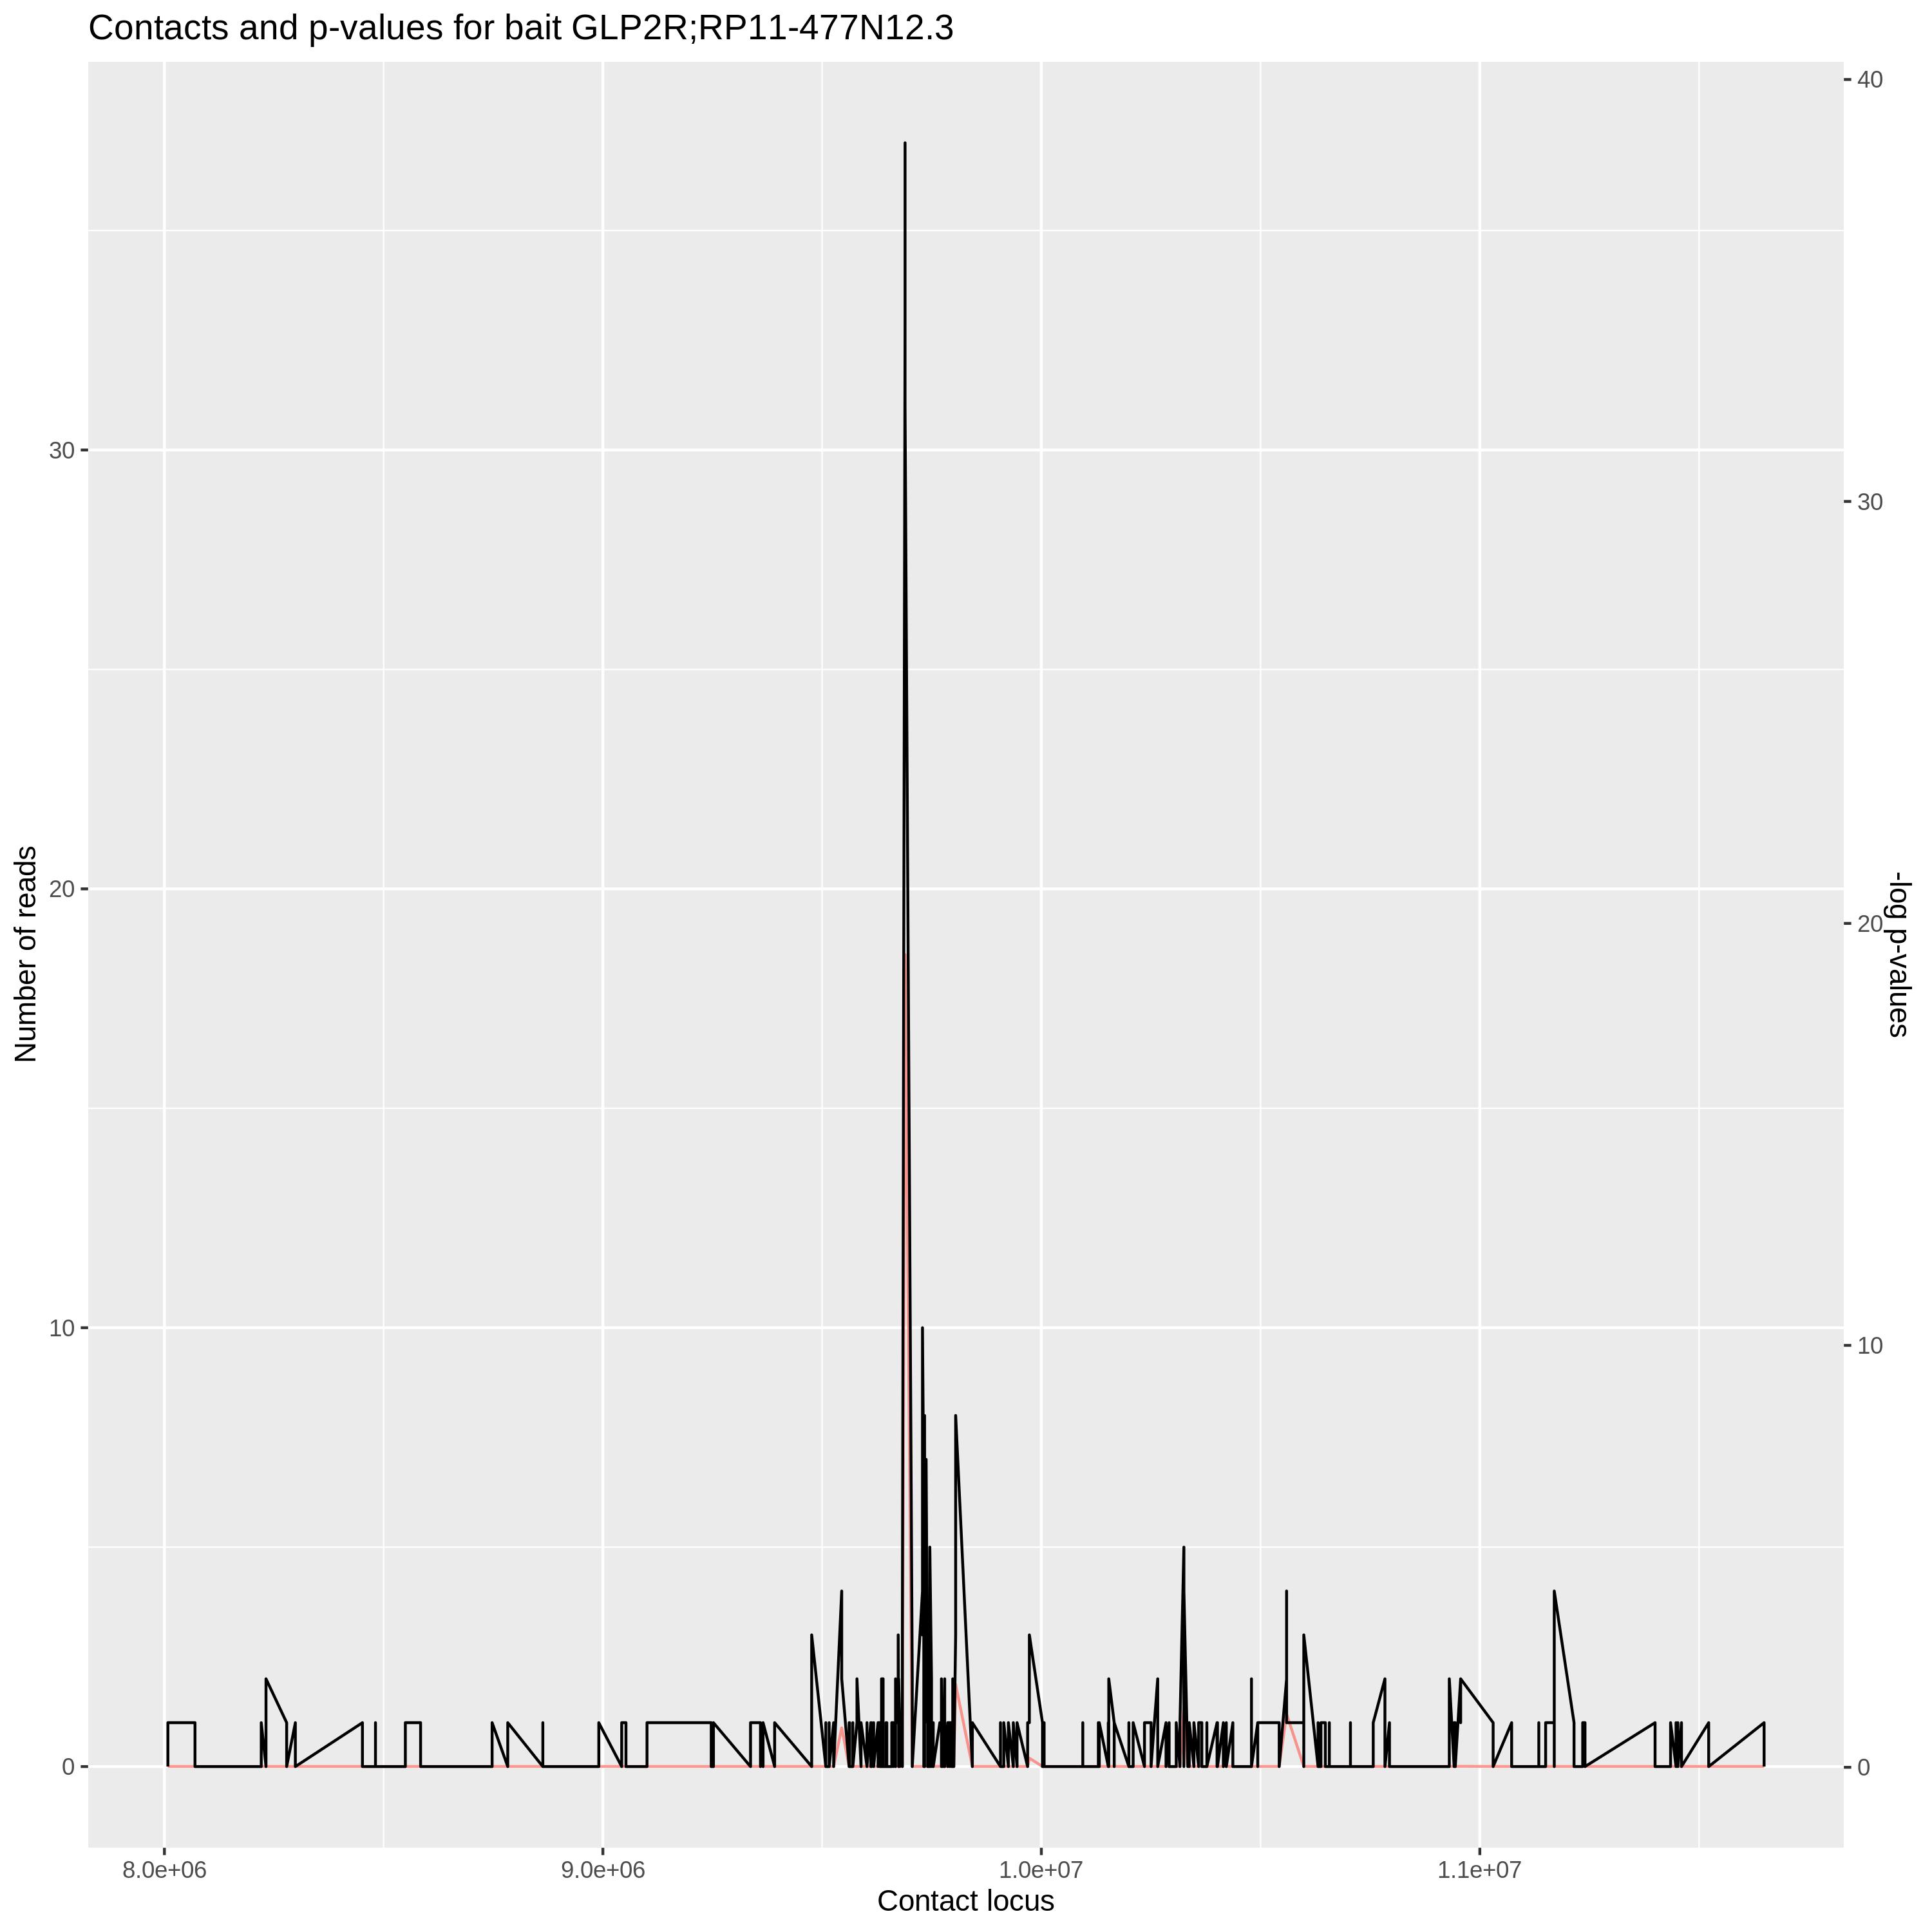 Contacts and p-values for bait GLP2R;RP11-477N12.3
40
30
30
20
20
10
10
0
0
Number of reads
-log p-values
8.0e+06 9.0e+06 1.0e+07 1.1e+07
Contact locus